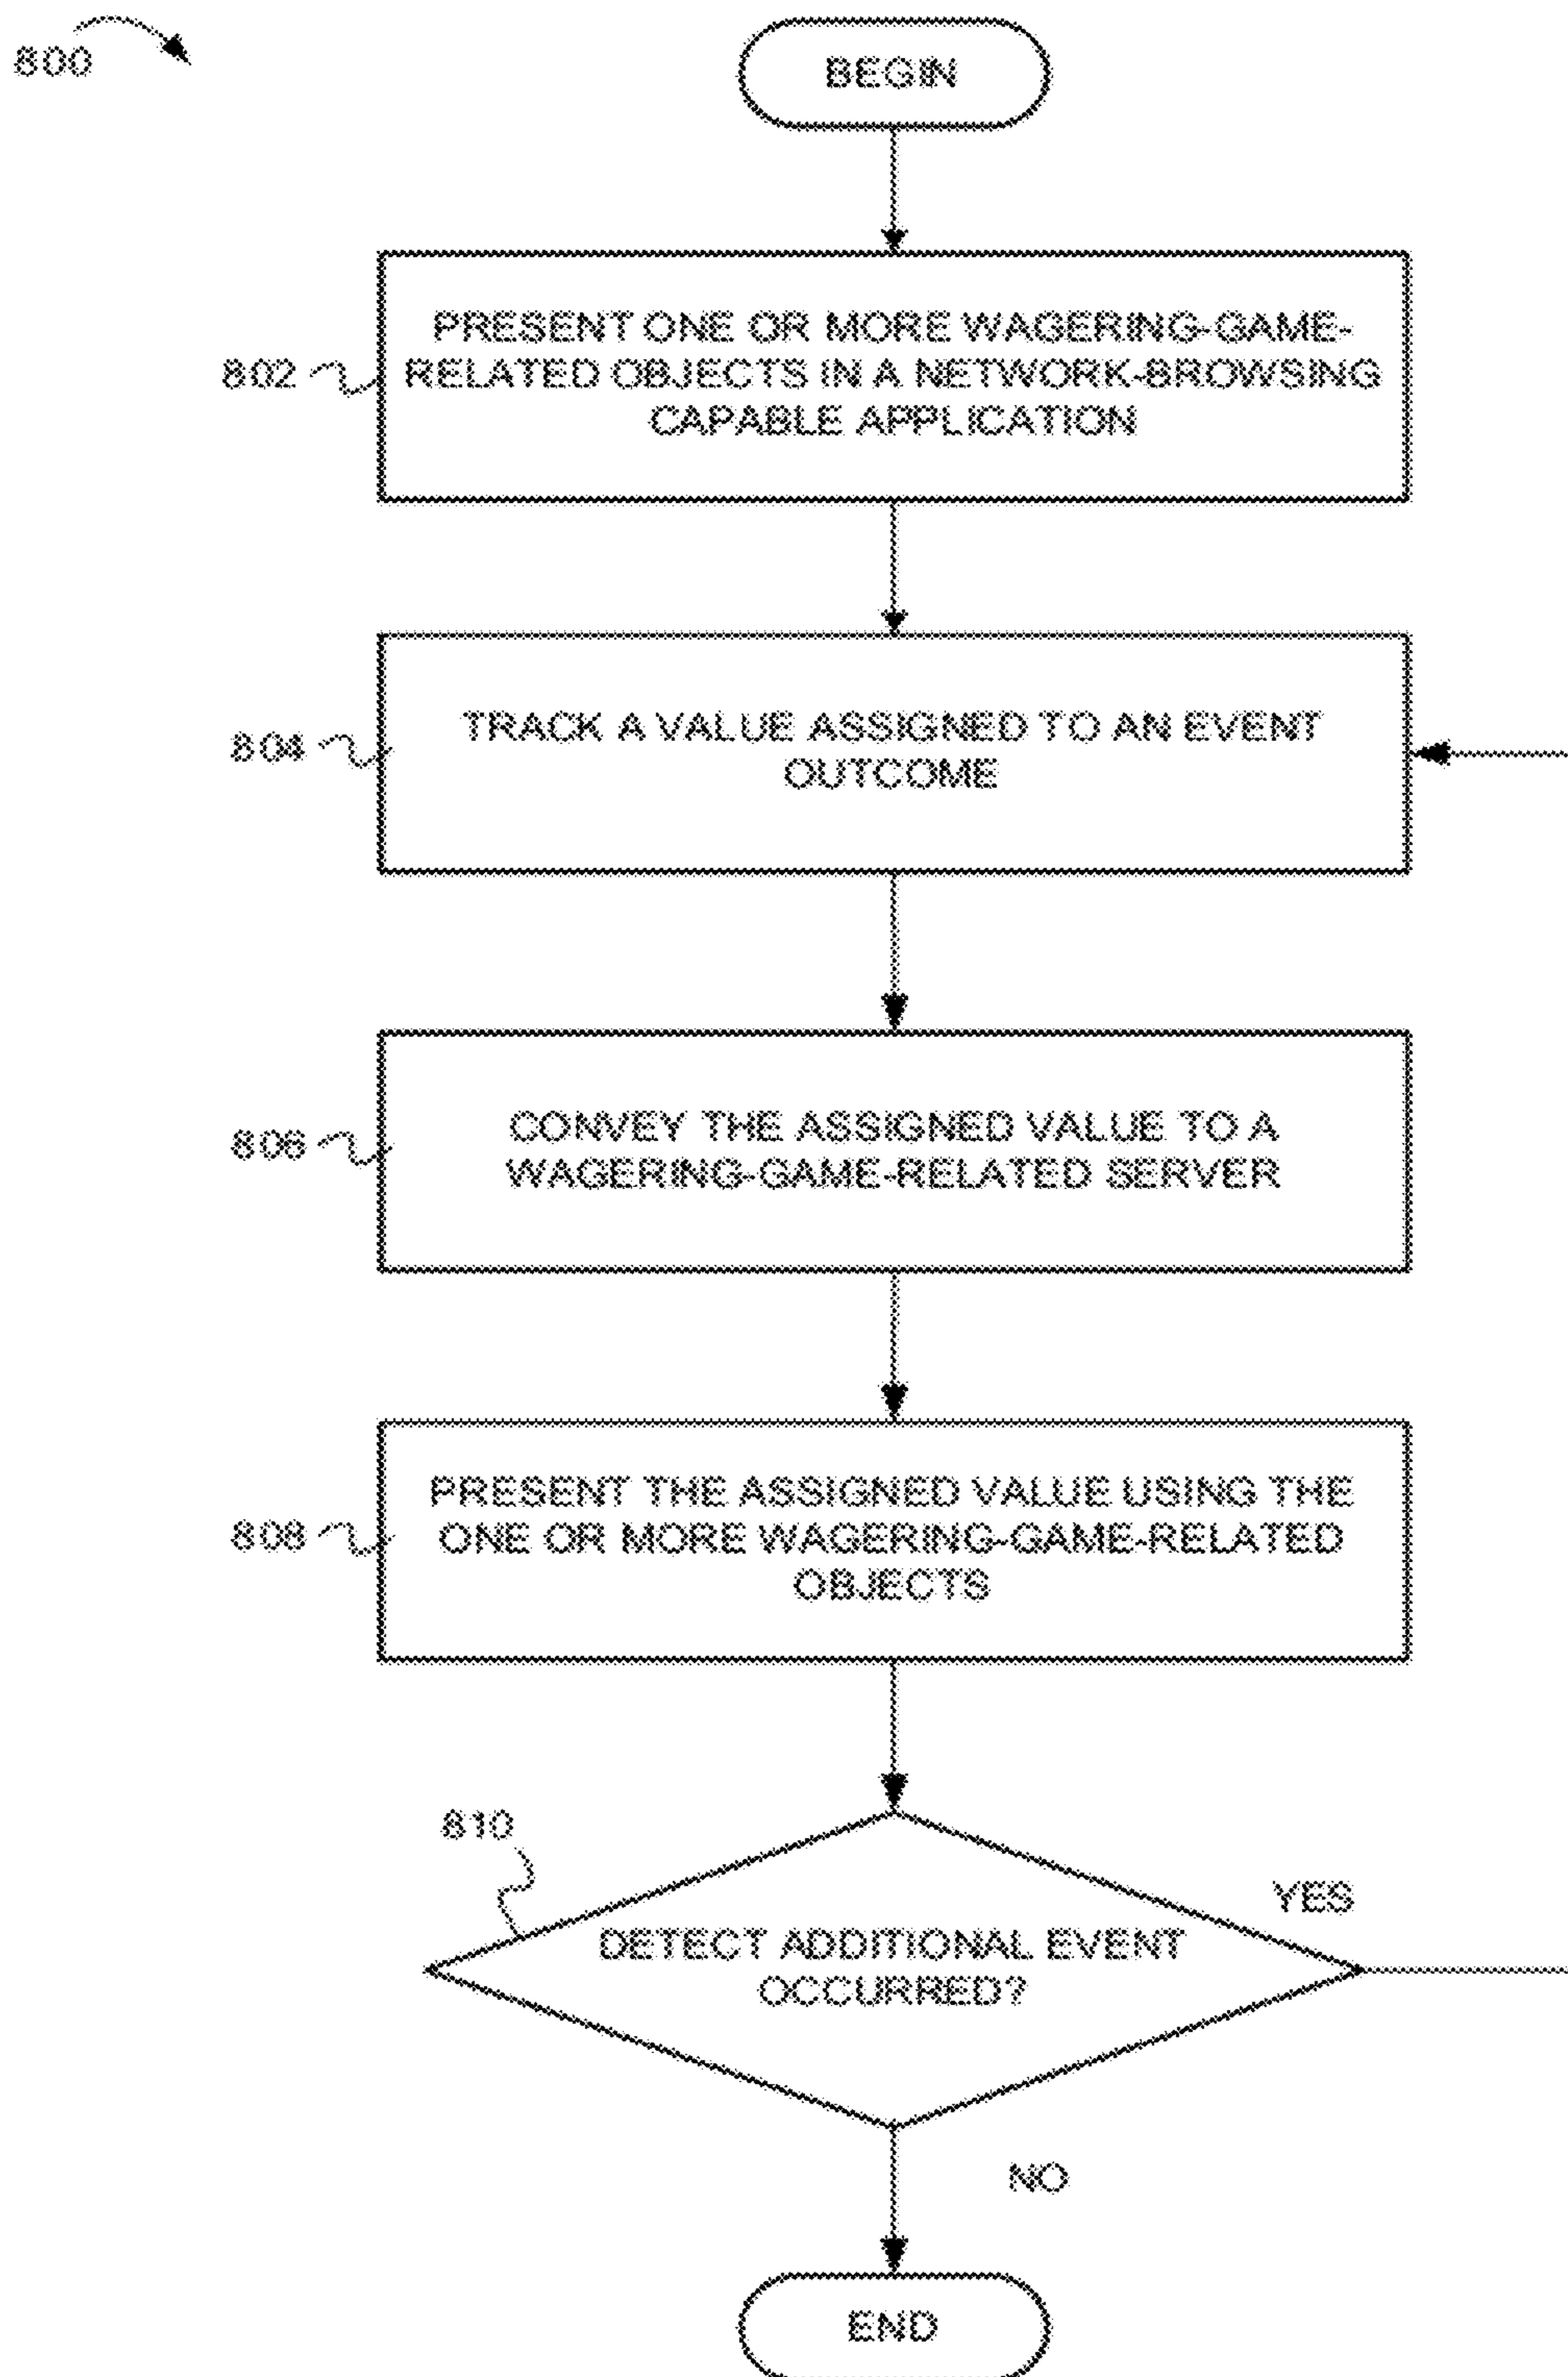 800
BEGIN
802
PRESENT ONE OR MORE WAGERING-GAME-
RELATED OBJECTS IN A NETWORK-BROWSING
CAPABLE APPLICATION
804
TRACK A VALUE ASSIGNED TO AN EVENT
OUTCOME
806
CONVEY THE ASSIGNED VALUE TO A
WAGERING-GAME-RELATED SERVER
808
PRESENT THE ASSIGNED VALUE USING THE
ONE OR MORE WAGERING-GAME-RELATED
OBJECTS
810
YES
DETECT ADDITIONAL EVENT
OCCURRED?
NO
END